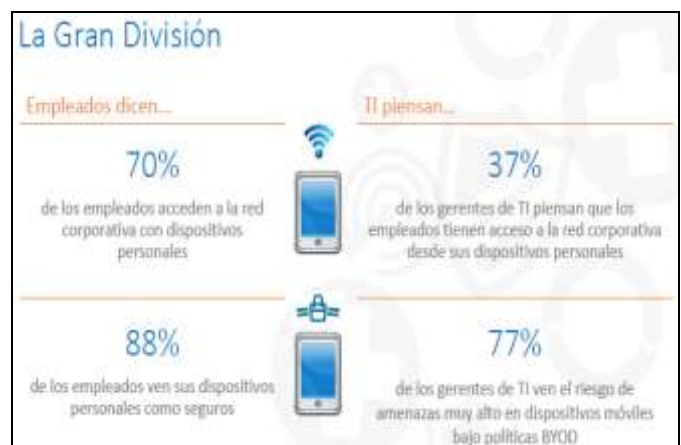 La Gran División
Empleados dicen...
TI piensan...
70%
de los empleados acceden a la red
corporativa con dispositivos
personales
37%
de los gerentes de TI piensan que los
empleados tienen acceso a la red corporativa
desde sus dispositivos personales
88%
de los empleados ven sus dispositivos
personales como seguros
77%
de los gerentes de TI ven el riesgo de
amenazas muy alto en dispositivos móviles
bajo políticas BYOD